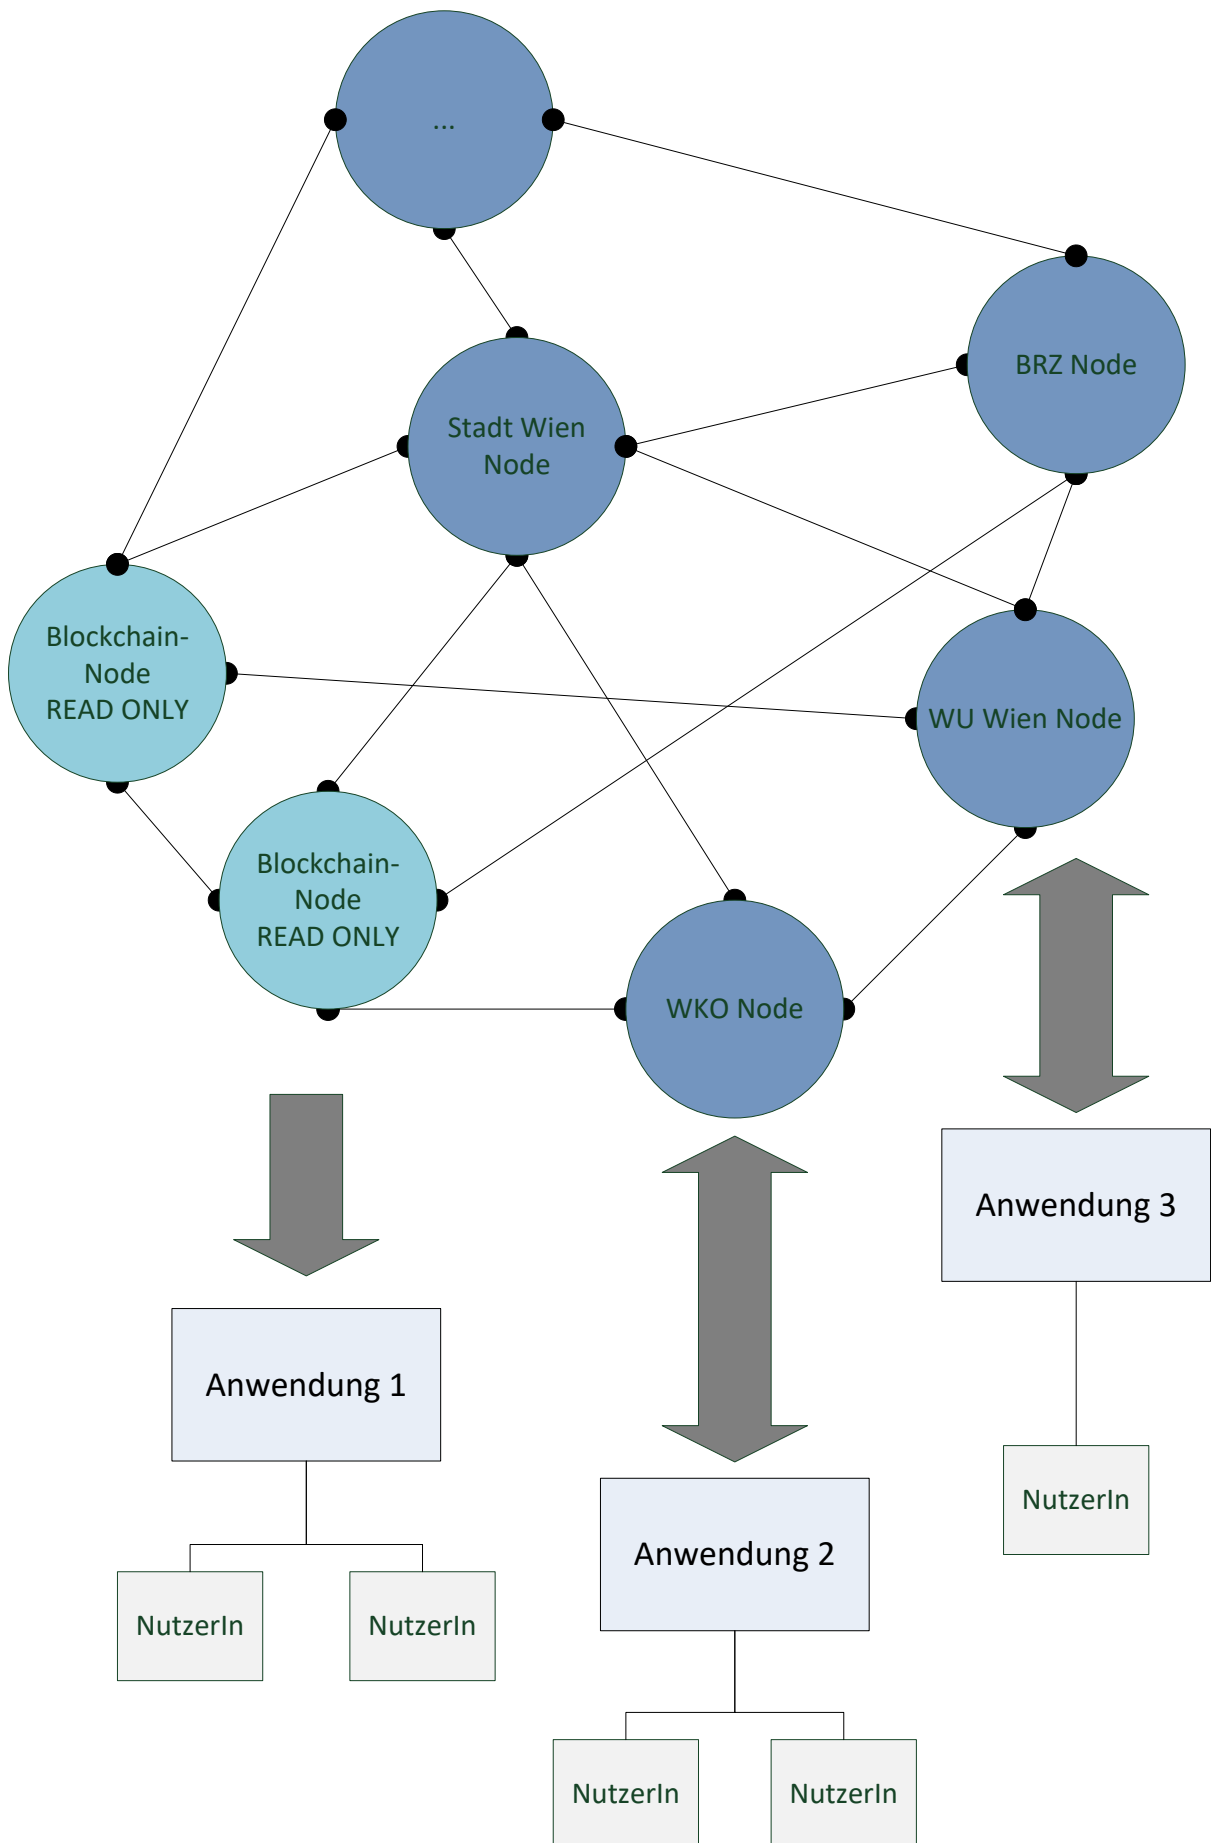 ...
BRZ Node
Stadt Wien
Node
Blockchain-
Node
READ ONLY
WU Wien Node
Blockchain-
Node
READ ONLY
WKO Node
Anwendung 3
Anwendung 1
NutzerIn
Anwendung 2
NutzerIn
NutzerIn
NutzerIn
NutzerIn